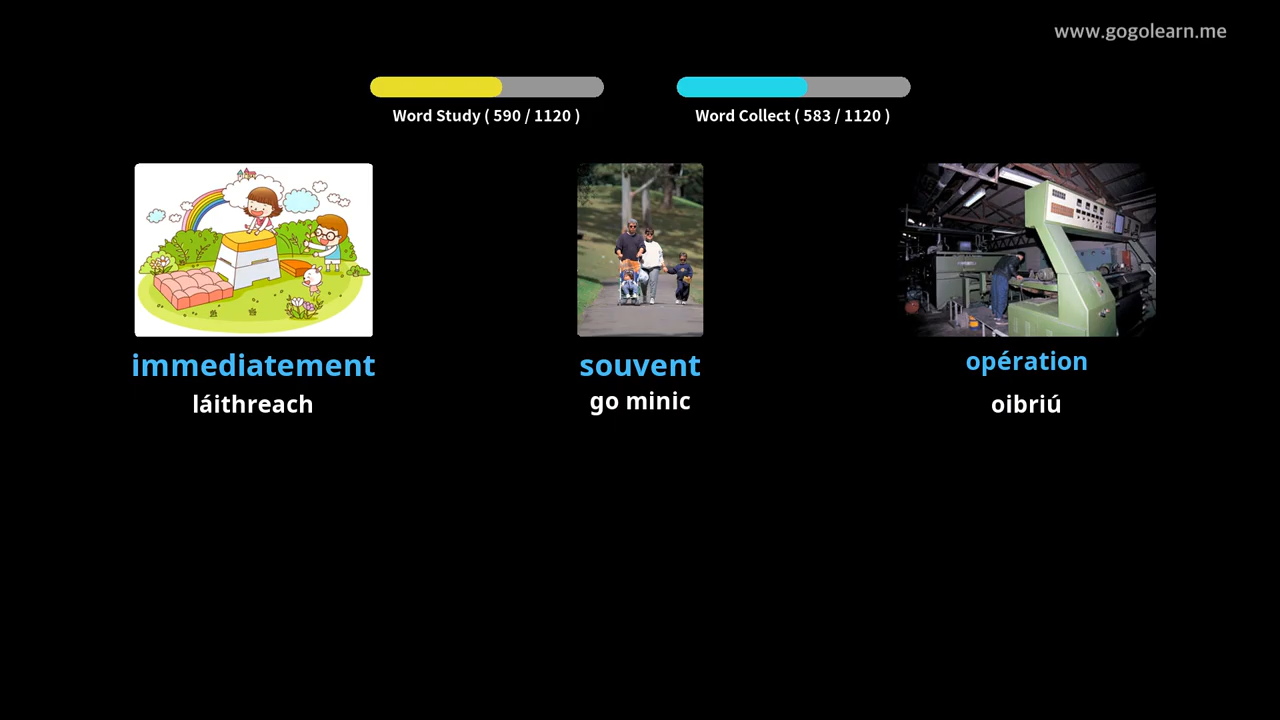 www.gogolearn.me
Word Study ( 590 / 1120 )
Word Collect ( 583 / 1120 )
immediatement
láithreach
souvent
go minic
opération
oibriú